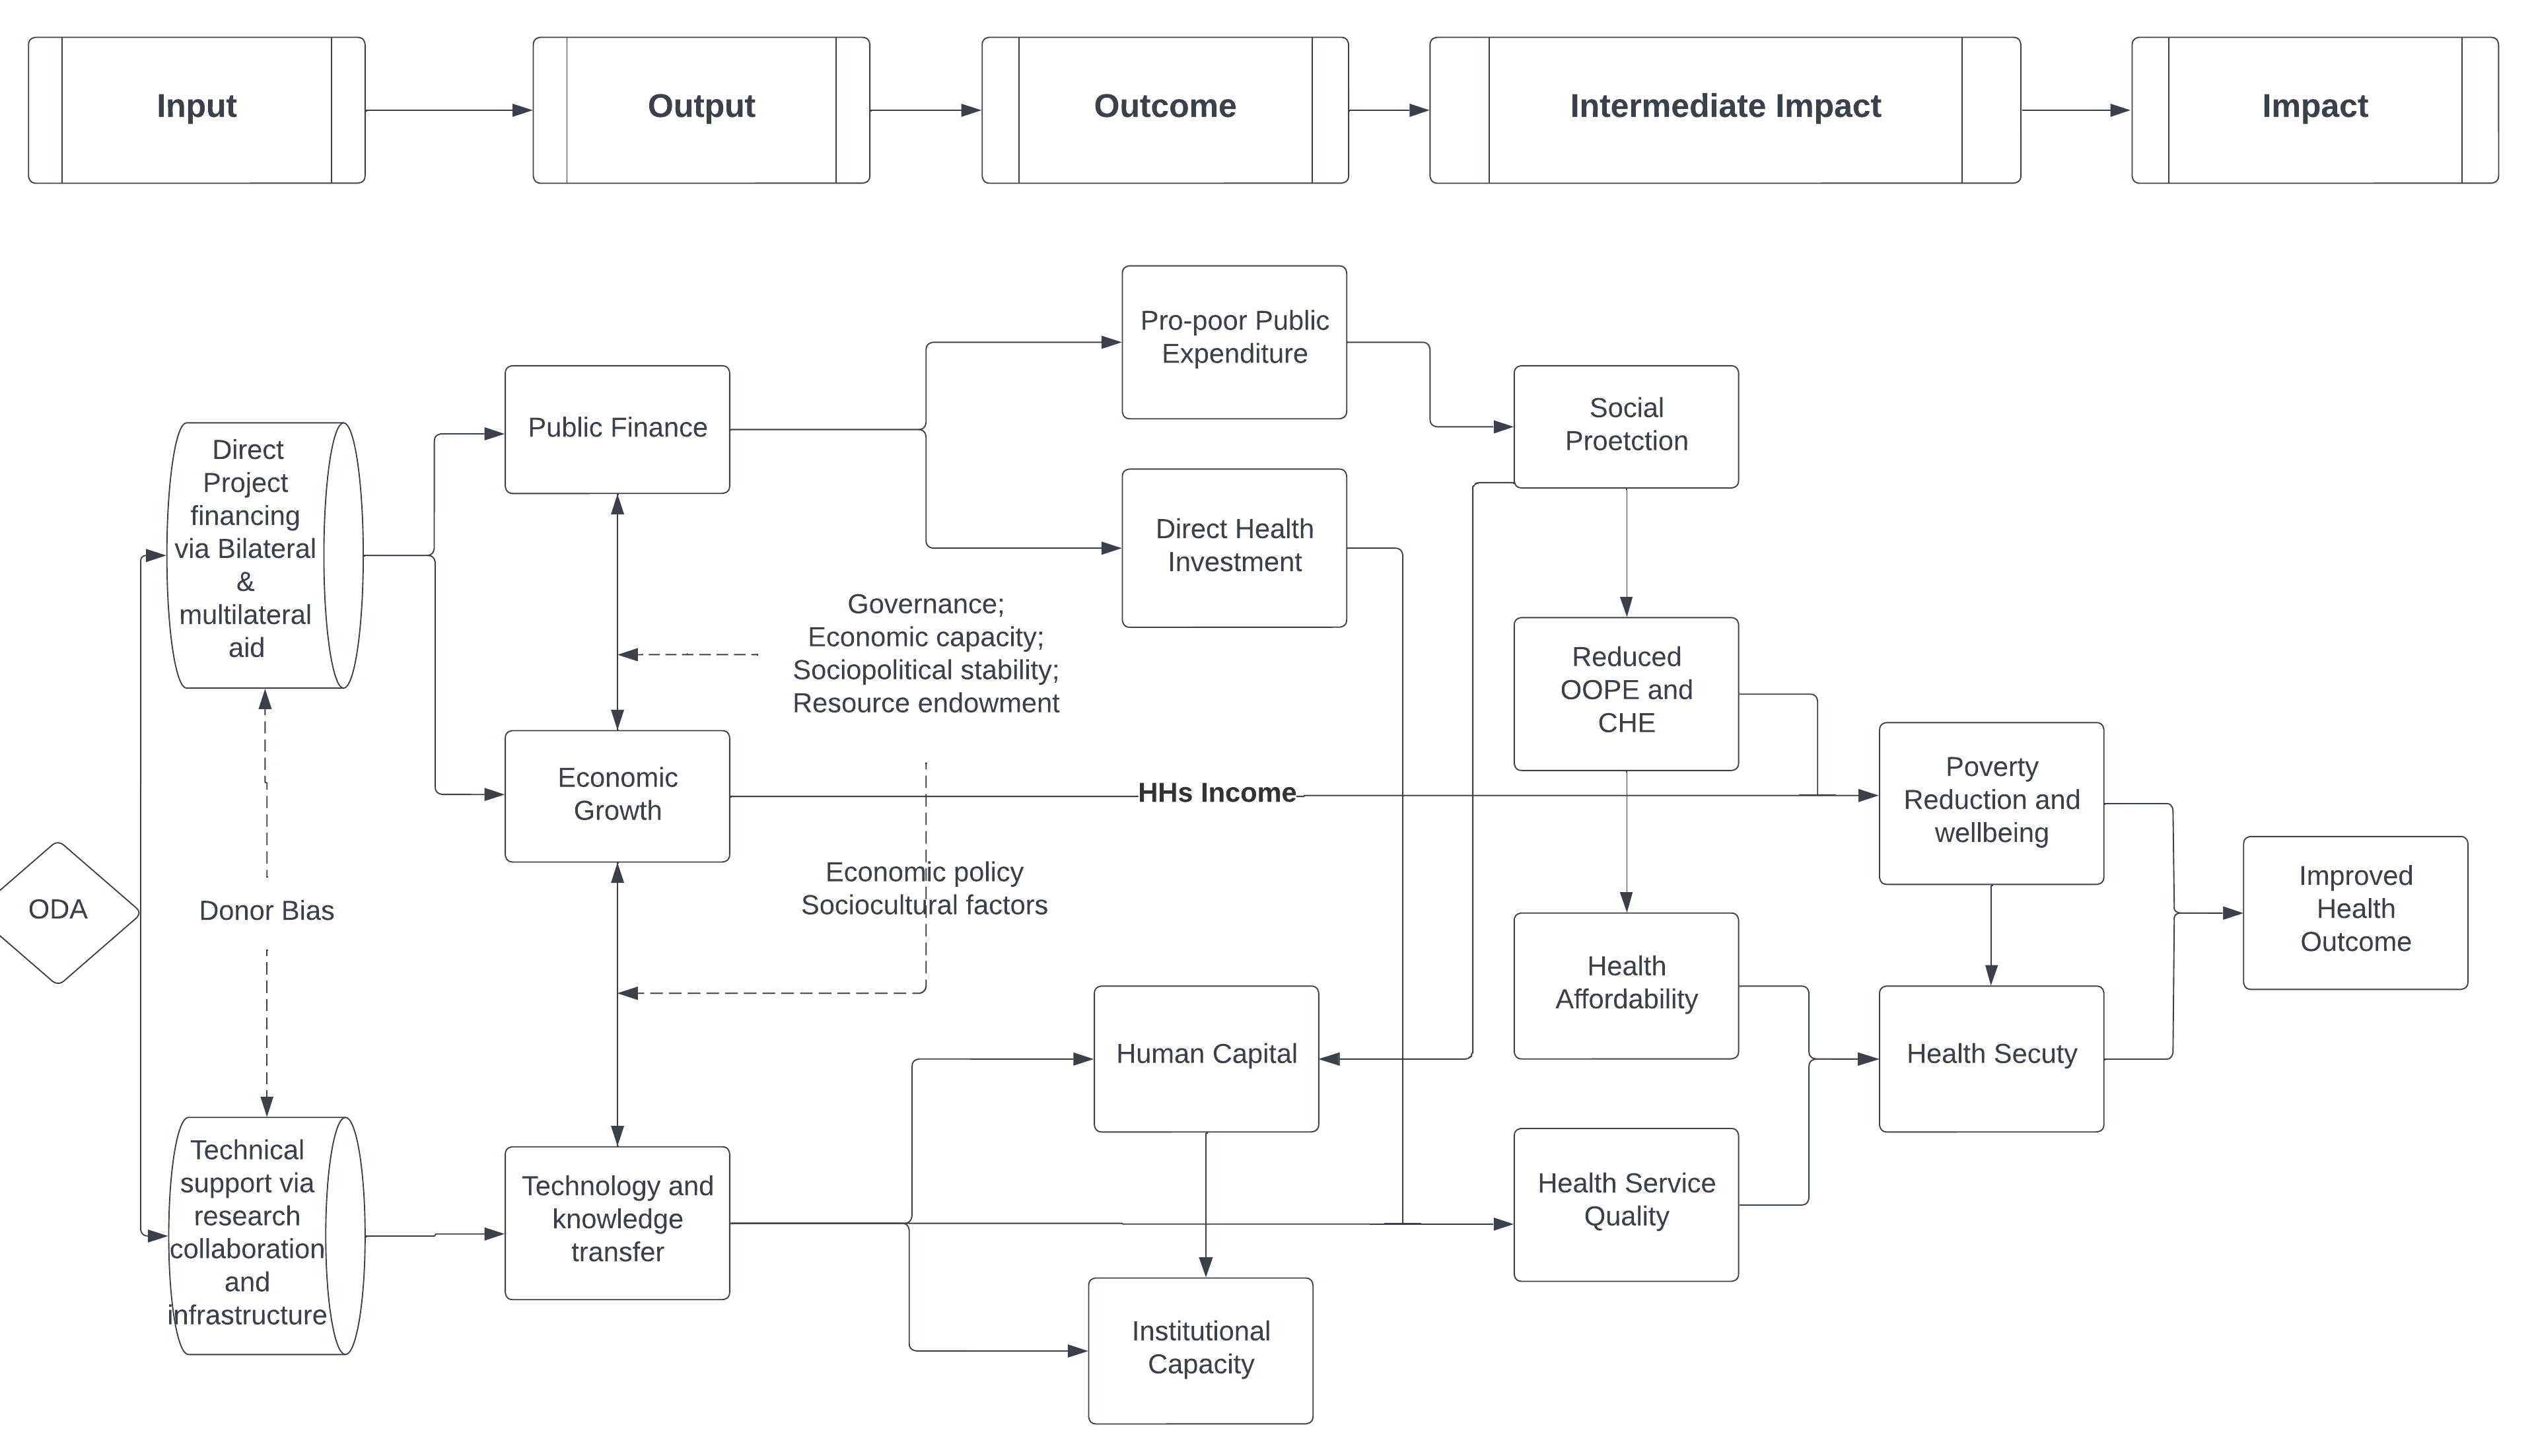 Input
Output
Outcome
Intermediate Impact
Impact
Pro-poor Public
Expenditure
Public Finance
Social
Proetction
Direct
Project
financing
via Bilateral
&
multilateral
aid
Direct Health
Investment
Governance;
Economic capacity;
Sociopolitical stability;
Resource endowment
Reduced
OOPE and
CHE
Economic
Growth
HHs Income
Poverty
Reduction and
wellbeing
ODA
Donor Bias
Economic policy
Sociocultural factors
Improved
Health
Outcome
Health
Affordability
Human Capital
Health Secuty
Technical
support via
research
collaboration
and
infrastructure
Technology and
knowledge
transfer
Health Service
Quality
Institutional
Capacity